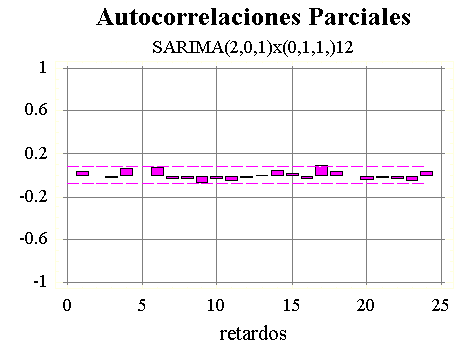 Autocorrelaciones Parciales
SARIMA(2,0,1)x(0,1,1,)12
1
0.6
0.2
-0.2
-0.6
-1
0 5 10 15 20 25
retardos